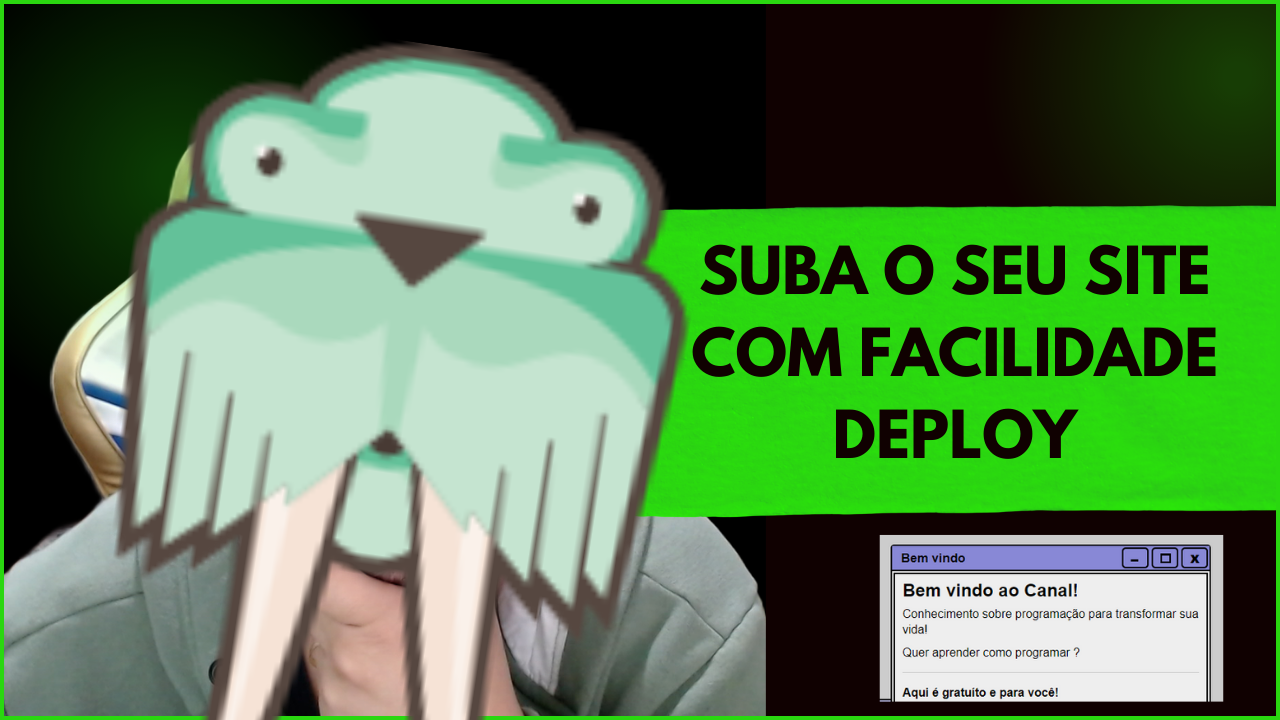 SUBA O SEU SITE
COM FACILIDADE
DEPLOY
Bem vindo
Bem vindo ao Canal!
Conhecimento sobre programação para transformar sua
vida!
Quer aprender como programar ?
Aqui é gratuito e para você!